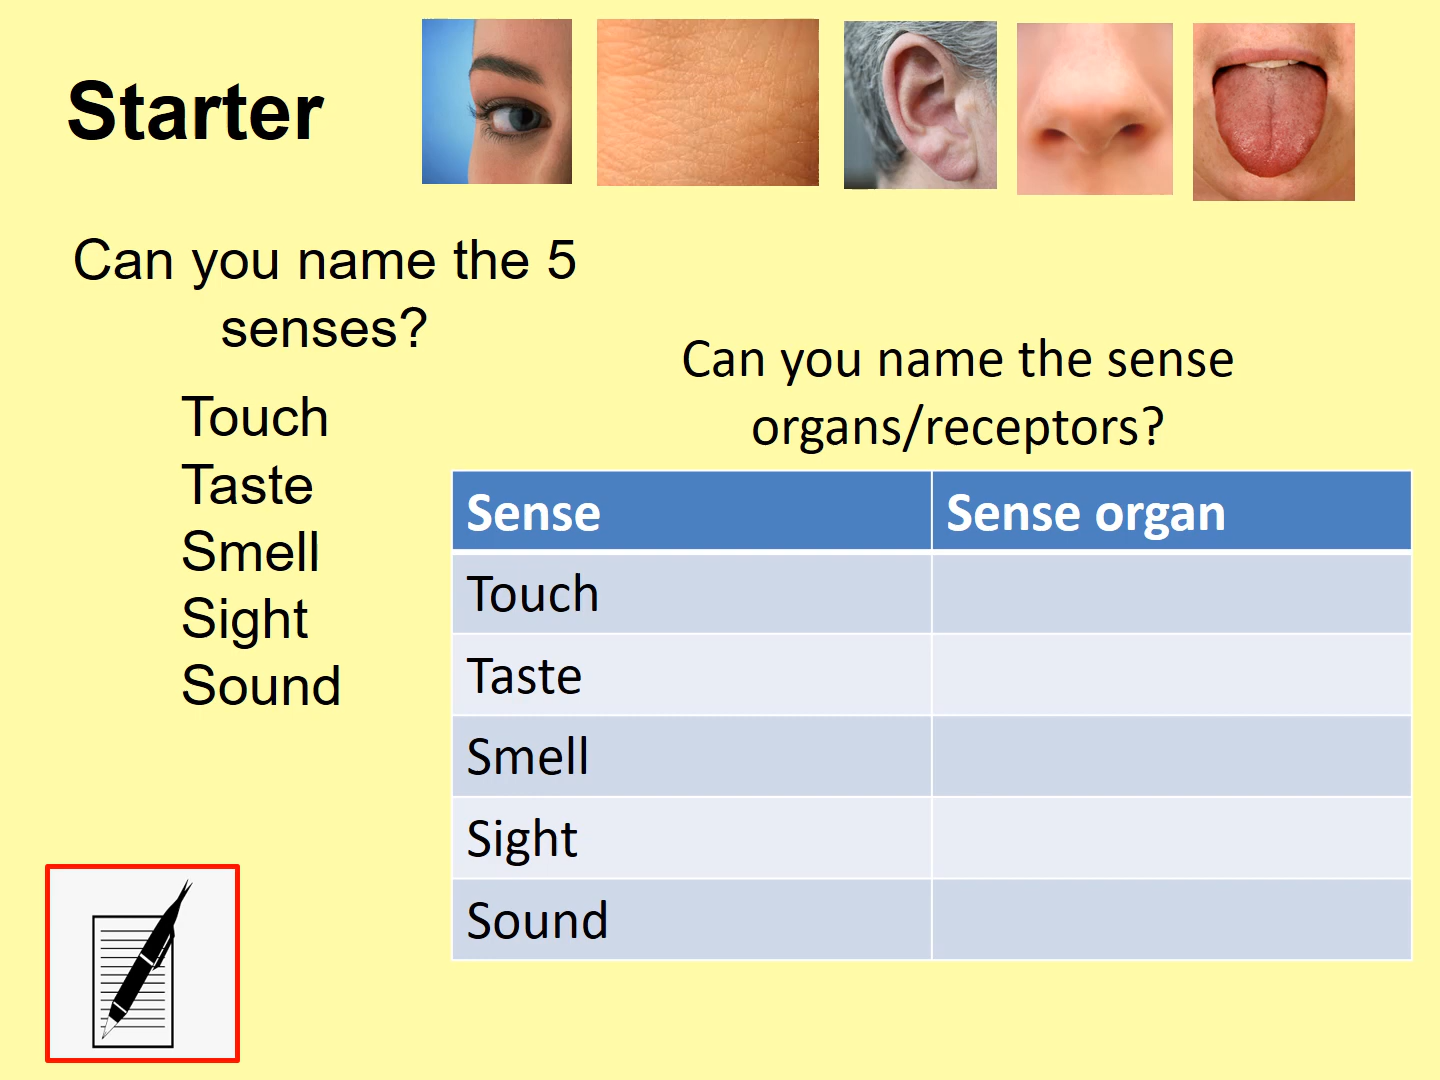 Starter
Can you name the 5
senses?
Touch
Taste
Smell
Sight
Sound
Can you name the sense
organs/receptors?
Sense Sense organ
Touch
Taste
Smell
Sight
Sound